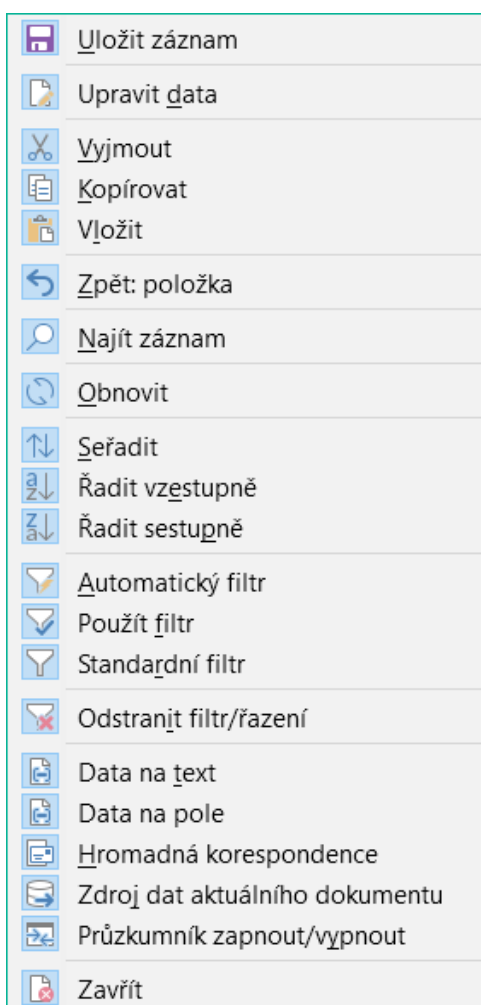 Uložit záznam
Upravit data
Vyjmout
Kopírovat
Vložit
Zpět: položka
Najít záznam
Obnovit
Seřadit
Řadit vzestupně
Řadit sestupně
Automatický filtr
Použít filtr
Standardní filtr
Odstranit filtr/řazení
Data na text
Data na pole
Hromadná korespondence
Zdroj dat aktuálního dokumentu
Průzkumník zapnout/vypnout
Zavřít